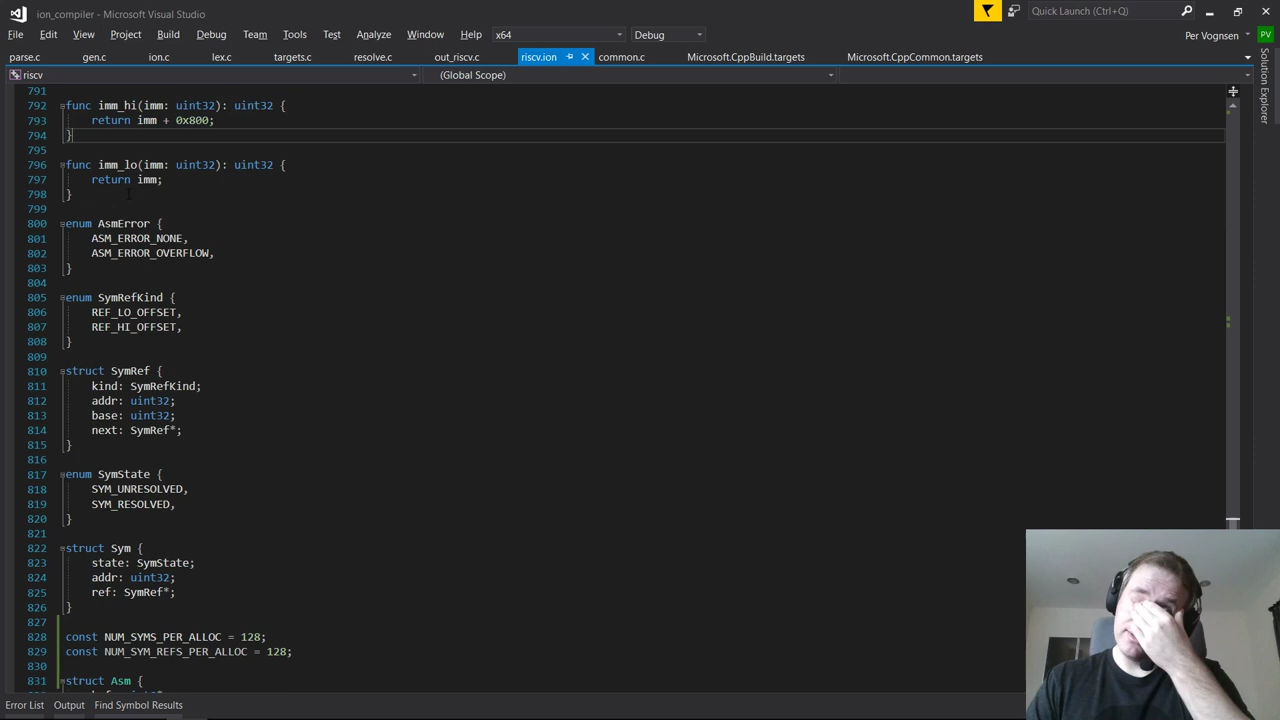 ion_compiler - Microsoft Visual Studio
Quick Launch (Ctrl+Q)
File Edit View Project Build Debug Team Tools Test Analyze Window Help x64 Debug
Per Vognsen PV
parse.c gen.c ion.c lex.c targets.c resolve.c out_riscv.c riscv.ion common.c Microsoft.CppBuild.targets Microsoft.CppCommon.targets
riscv (Global Scope)
Solution Explorer
791
792 func imm_hi(imm: uint32): uint32 {
793 return imm + 0x800;
794 }
795
796 func imm_lo(imm: uint32): uint32 {
797 return imm;
798 }
799
800 enum AsmError {
801 ASM_ERROR_NONE,
802 ASM_ERROR_OVERFLOW,
803 }
804
805 enum SymRefKind {
806 REF_LO_OFFSET,
807 REF_HI_OFFSET,
808 }
809
810 struct SymRef {
811 kind: SymRefKind;
812 addr: uint32;
813 base: uint32;
814 next: SymRef*;
815 }
816
817 enum SymState {
818 SYM_UNRESOLVED,
819 SYM_RESOLVED,
820 }
821
822 struct Sym {
823 state: SymState;
824 addr: uint32;
825 ref: SymRef*;
826 }
827
828 const NUM_SYMS_PER_ALLOC = 128;
829 const NUM_SYM_REFS_PER_ALLOC = 128;
830
831 struct Asm {
Error List Output Find Symbol Results